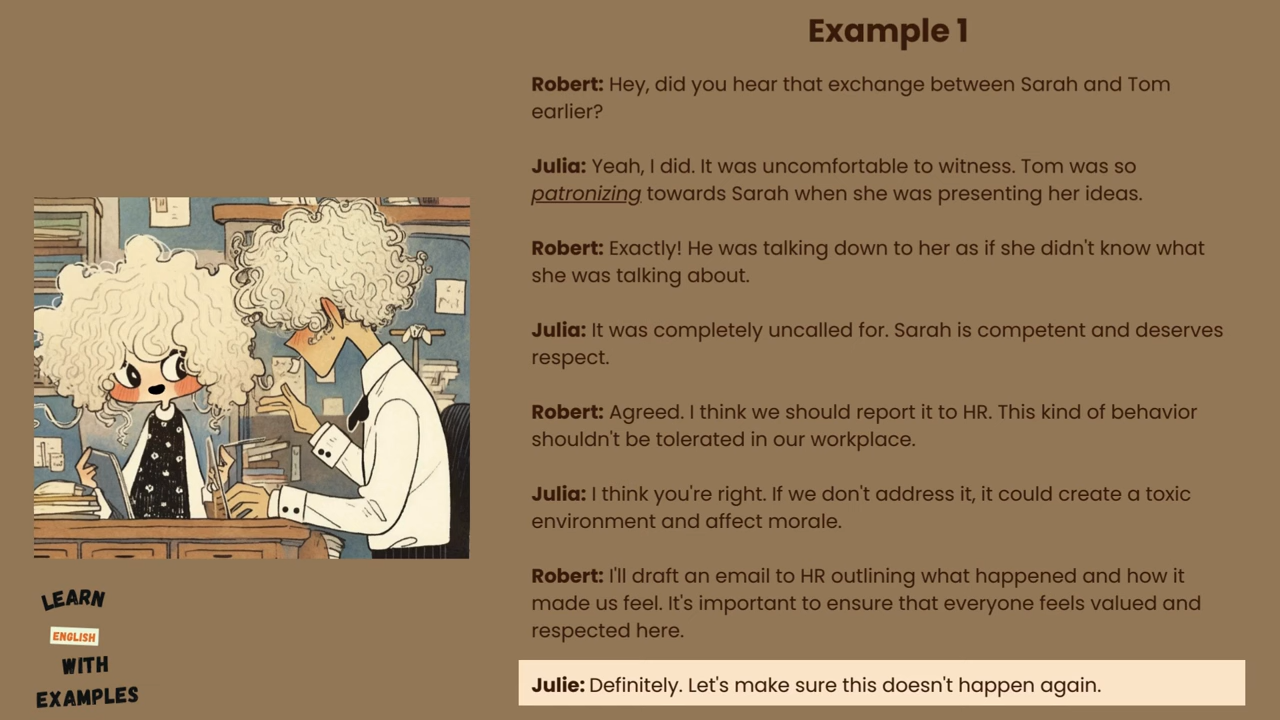 Example 1
Robert: Hey, did you hear that exchange between Sarah and Tom
earlier?
Julia: Yeah, I did. It was uncomfortable to witness. Tom was so
patronizing towards Sarah when she was presenting her ideas.
Robert: Exactly! He was talking down to her as if she didn't know what
she was talking about.
Julia: It was completely uncalled for. Sarah is competent and deserves
respect.
Robert: Agreed. I think we should report it to HR. This kind of behavior
shouldn't be tolerated in our workplace.
Julia: I think you're right. If we don't address it, it could create a toxic
environment and affect morale.
Robert: I'll draft an email to HR outlining what happened and how it
made us feel. It's important to ensure that everyone feels valued and
respected here.
Julie: Definitely. Let's make sure this doesn't happen again.
LEARN
ENGLISH
WITH
EXAMPLES